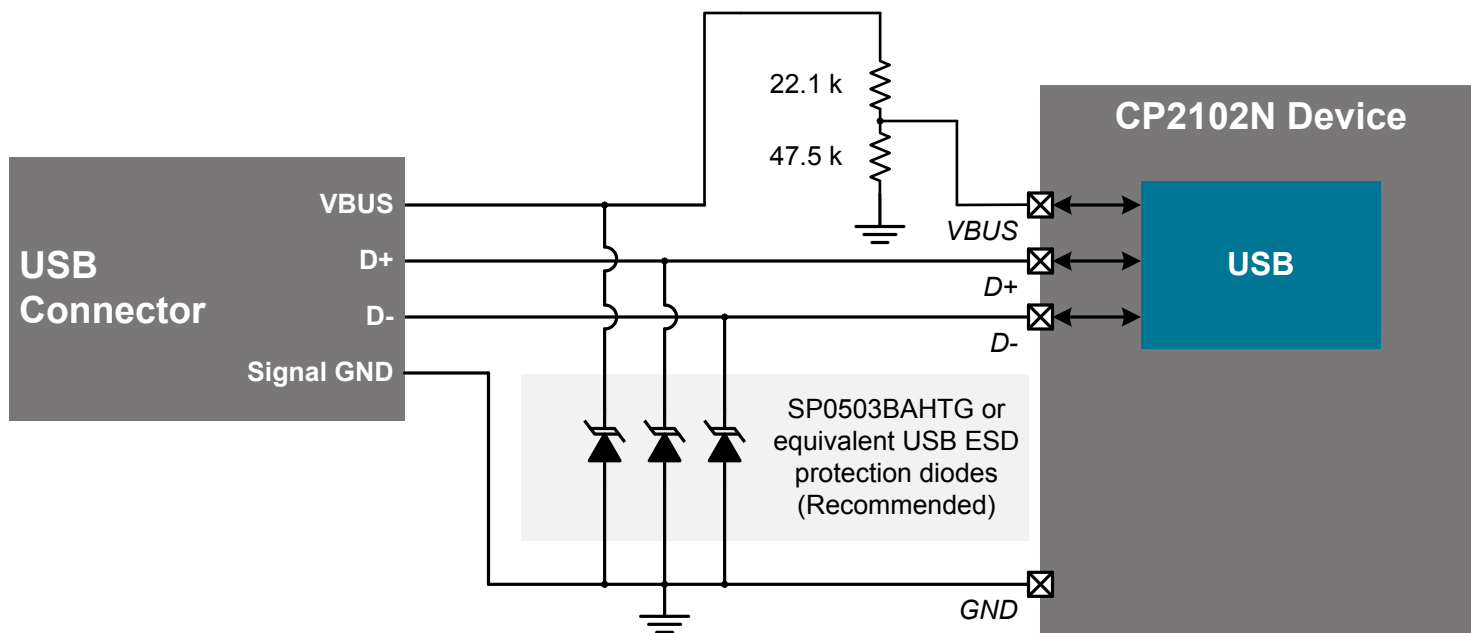 22.1 k
47.5 k
CP2102N Device
USB
Connector
VBUS
D+
D-
Signal GND
VBUS
D+
D-
USB
SP0503BAHTG or
equivalent USB ESD
protection diodes
(Recommended)
GND